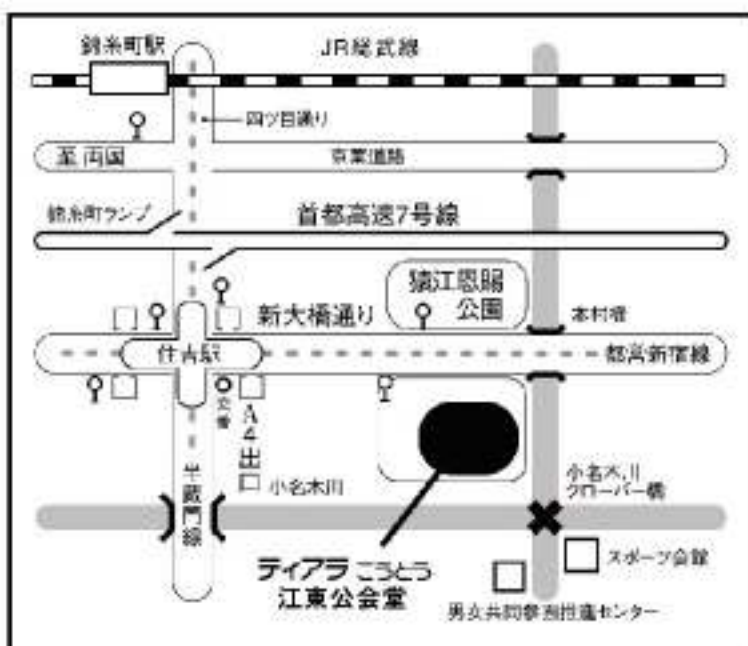 錦糸町駅
JR総武線
四ツ目通り
至 両国
京葉道路
錦糸町ランプ
首都高速7号線
猿江恩賜
公園
新大橋通り
本村橋
住吉駅
都営新宿線
交番
A4出口
半蔵門線
小名木川
小名木川
クローバー橋
ティアラこうとう
江東公会堂
スポーツ会館
男女共同参画推進センター